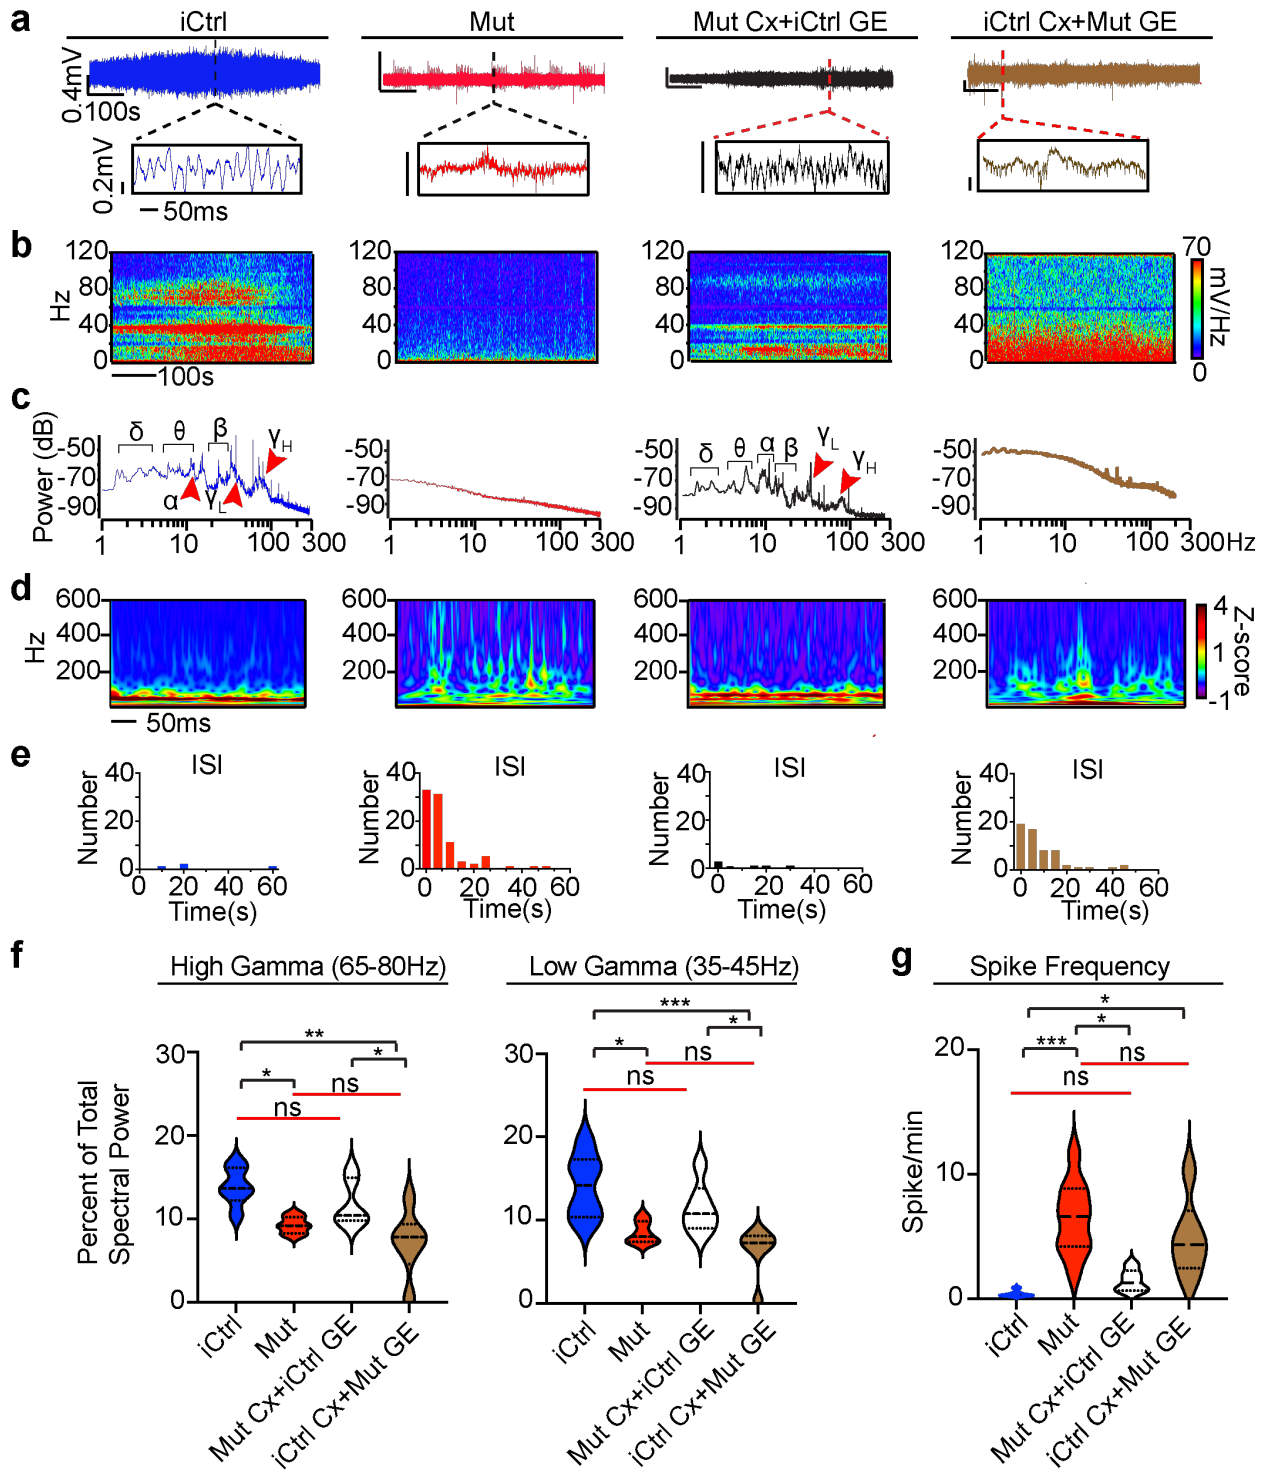 a
iCtrl
Mut
Mut Cx+iCtrl GE
iCtrl Cx+Mut GE
0.4mV
100s
0.2mV
50ms
b
Hz
120
80
40
0
120
80
40
0
120
80
40
0
120
80
40
0
70
mV/Hz
0
100s
c
Power (dB)
-50
-70
-90
δ
θ
β
γH
α
γL
-50
-70
-90
-50
-70
-90
δ
θ
α
β
γL
γH
-50
-70
-90
1 10 100 300
1 10 100 300
1 10 100 300
1 10 100 300Hz
d
Hz
600
400
200
600
400
200
600
400
200
600
400
200
4
1
-1
Z-score
50ms
e
ISI
ISI
ISI
ISI
Number
40
20
0
Number
40
20
0
Number
40
20
0
Number
40
20
0
0 20 40 60
0 20 40 60
0 20 40 60
0 20 40 60
Time(s)
Time(s)
Time(s)
Time(s)
f
High Gamma (65-80Hz)
Low Gamma (35-45Hz)
Percent of Total
Spectral Power
30
20
10
0
**
*
*
ns
ns
iCtrl
Mut
Mut Cx+iCtrl GE
iCtrl Cx+Mut GE
30
20
10
0
***
*
*
ns
ns
iCtrl
Mut
Mut Cx+iCtrl GE
iCtrl Cx+Mut GE
g
Spike Frequency
Spike/min
20
10
0
*
*
***
ns
ns
iCtrl
Mut
Mut Cx+iCtrl GE
iCtrl Cx+Mut GE